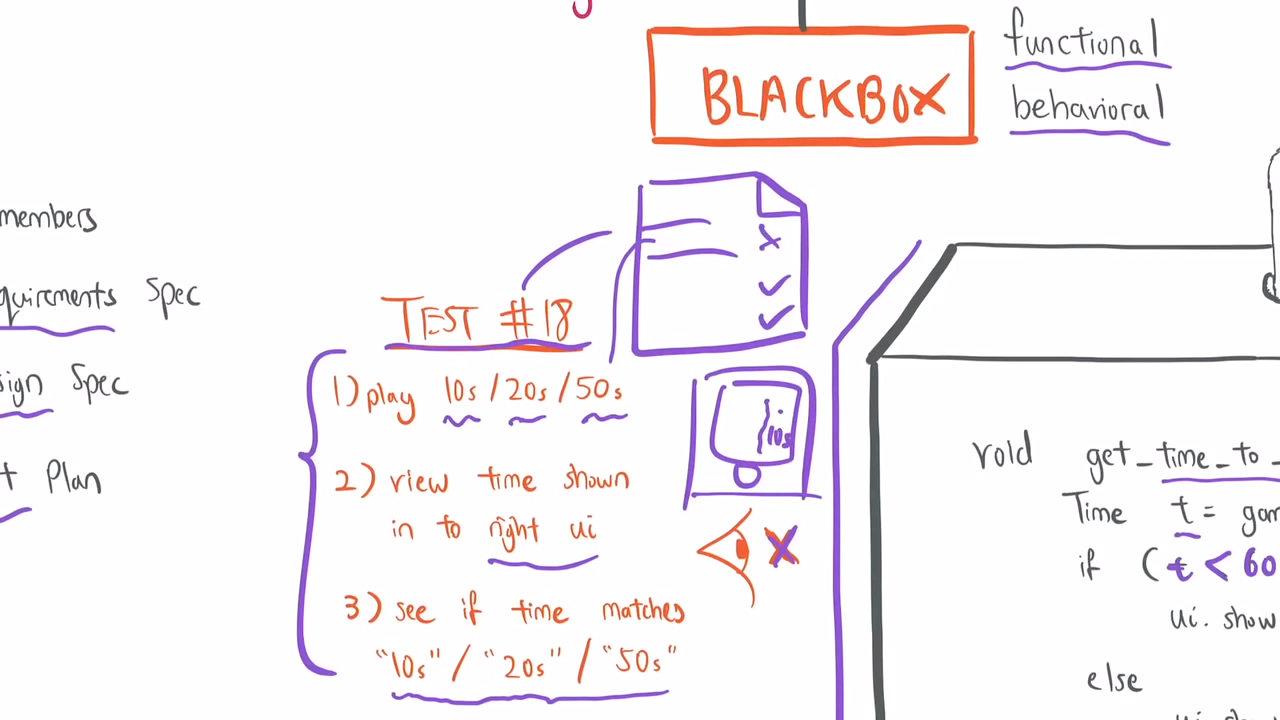 BLACKBOX
functional
behavioral
members
quirements Spec
sign Spec
t Plan
TEST #18
1) play 10s / 20s / 50s
2) view time shown
in to right ui
3) see if time matches
"10s" / "20s" / "50s"
10s
void get_time_to_
Time t = gam
if (t < 60
ui. show
else